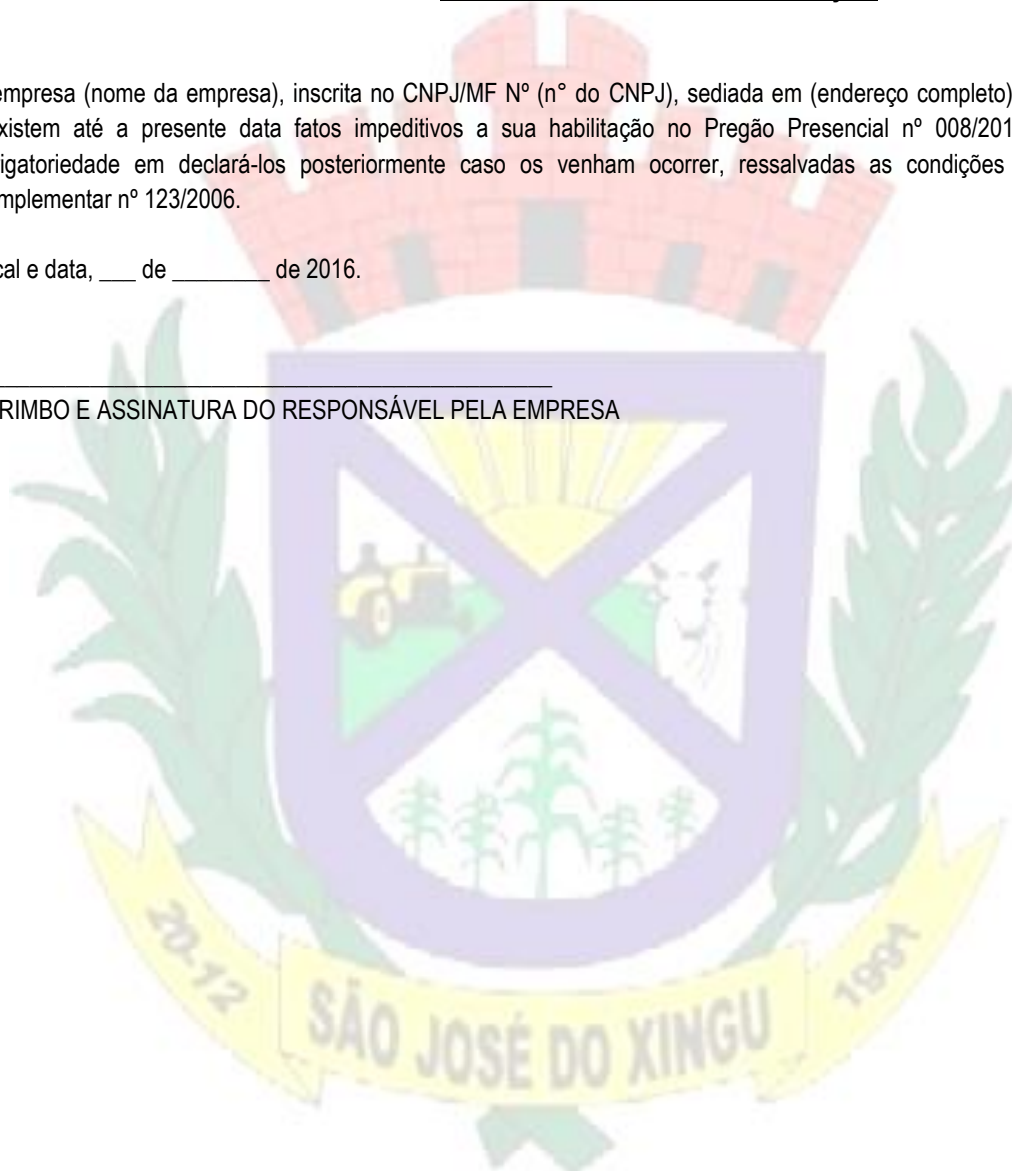 empresa (nome da empresa), inscrita no CNPJ/MF Nº (n° do CNPJ), sediada em (endereço completo)
xistem até a presente data fatos impeditivos a sua habilitação no Pregão Presencial nº 008/201
igatoriedade em declará-los posteriormente caso os venham ocorrer, ressalvadas as condições
mplementar nº 123/2006.
cal e data, ___ de ________ de 2016.
______________________________________________
RIMBO E ASSINATURA DO RESPONSÁVEL PELA EMPRESA
20-12
1991
SÃO JOSÉ DO XINGU